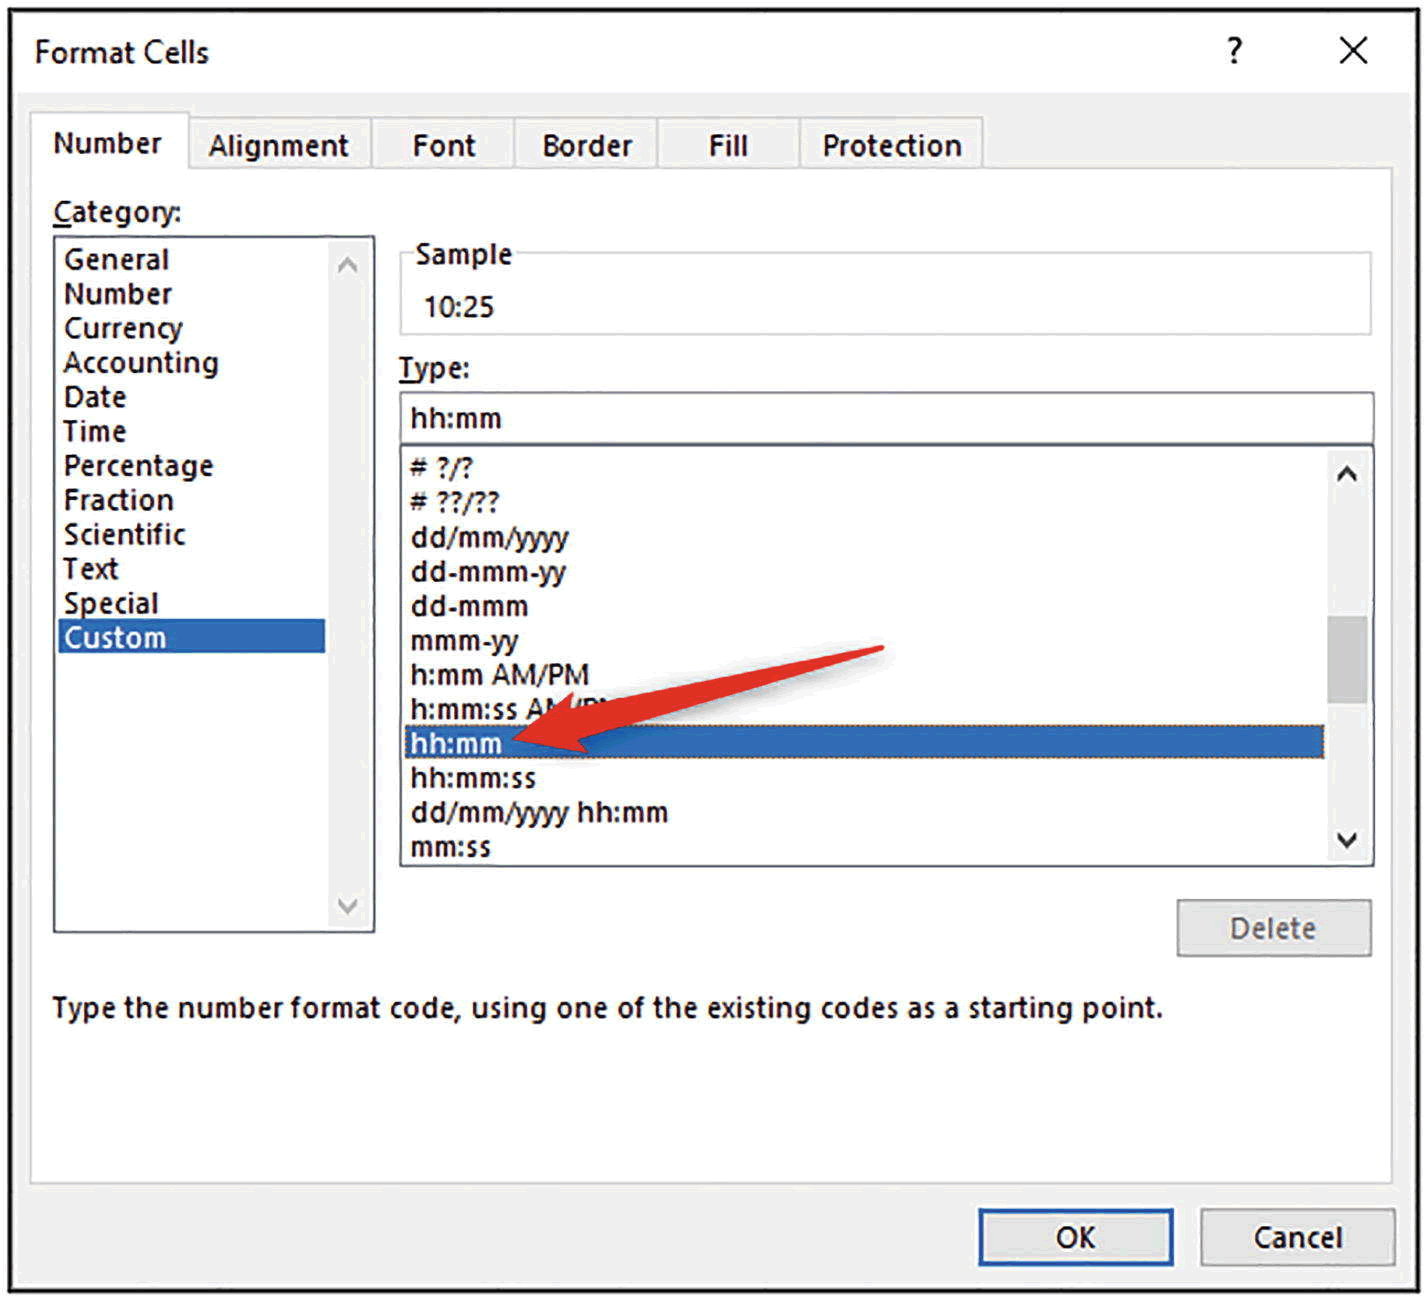 Format Cells ?
Number Alignment Font Border Fill Protection
Category:
General
Number
Currency
Accounting
Date
Time
Percentage
Fraction
Scientific
Text
Special
Custom
Sample
10:25
Type:
hh:mm
# ?/?
# ??/??
dd/mm/yyyy
dd-mmm-yy
dd-mmm
mmm-yy
h:mm AM/PM
h:mm:ss AM/PM
hh:mm
hh:mm:ss
dd/mm/yyyy hh:mm
mm:ss
Delete
Type the number format code, using one of the existing codes as a starting point.
OK Cancel